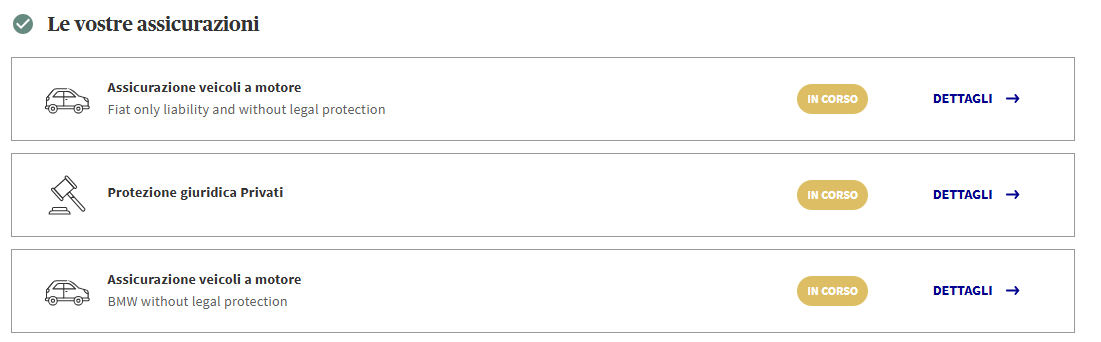 Le vostre assicurazioni
Assicurazione veicoli a motore
Fiat only liability and without legal protection
IN CORSO
DETTAGLI →
Protezione giuridica Privati
IN CORSO
DETTAGLI →
Assicurazione veicoli a motore
BMW without legal protection
IN CORSO
DETTAGLI →